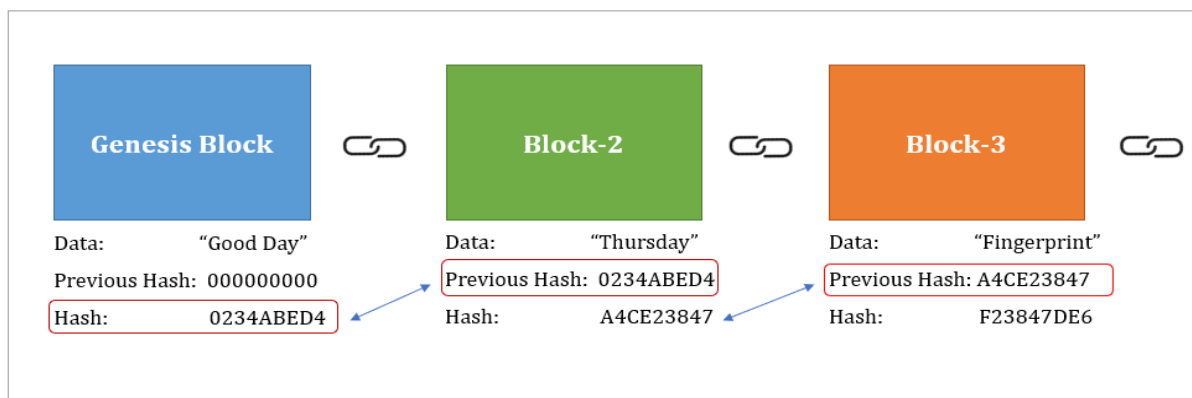 Genesis Block
Data: “Good Day”
Previous Hash: 000000000
Hash: 0234ABED4
Block-2
Data: “Thursday”
Previous Hash: 0234ABED4
Hash: A4CE23847
Block-3
Data: “Fingerprint”
Previous Hash: A4CE23847
Hash: F23847DE6